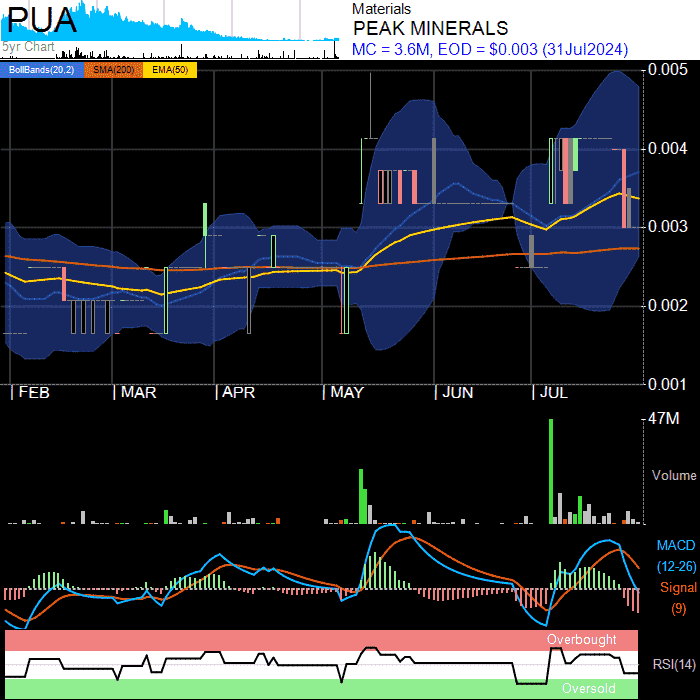 PUA
5yr Chart
Materials
PEAK MINERALS
MC = 3.6M, EOD = $0.003 (31Jul2024)
BollBands(20,2) SMA(200) EMA(50)
0.005
0.004
0.003
0.002
0.001
FEB MAR APR MAY JUN JUL
47M
Volume
MACD
(12-26)
Signal
(9)
Overbought
RSI(14)
Oversold